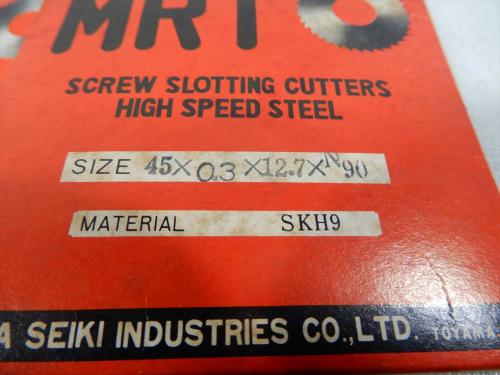 MRT
SCREW SLOTTING CUTTERS
HIGH SPEED STEEL
SIZE 45×0.3×12.7×N90
MATERIAL SKH9
A SEIKI INDUSTRIES CO.,LTD. TOYAMA